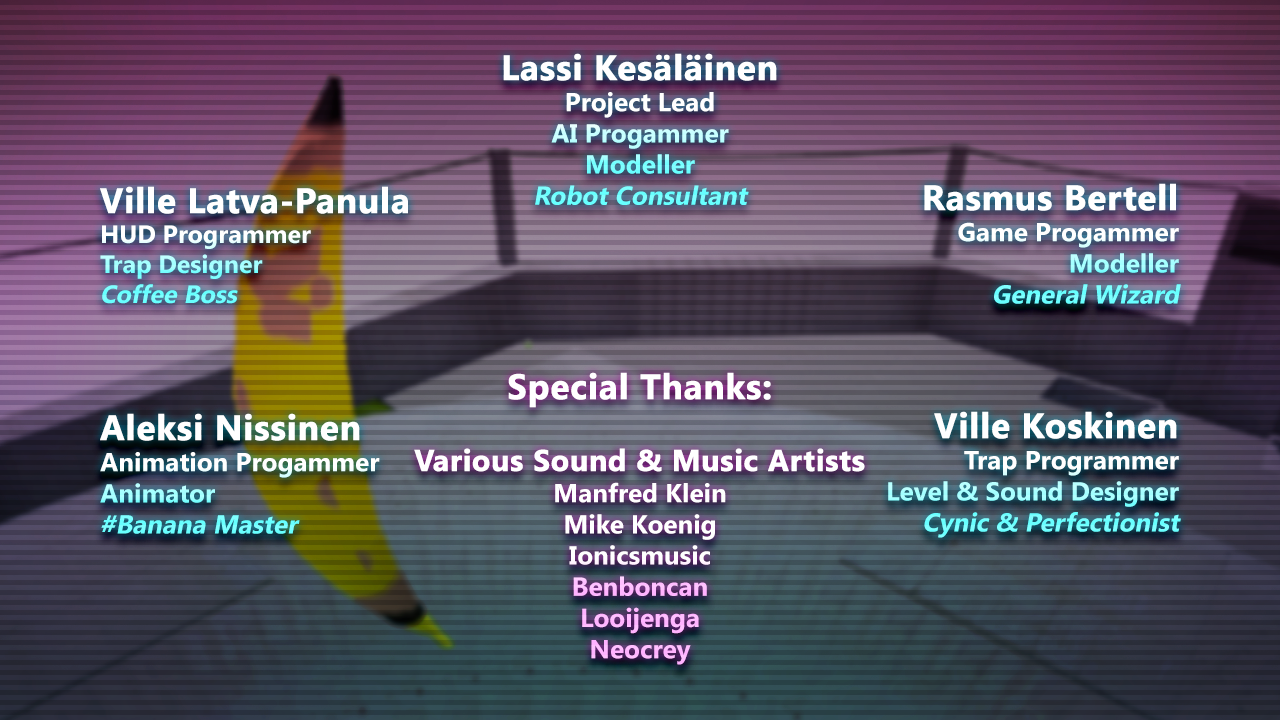 Lassi Kesäläinen
Project Lead
AI Progammer
Modeller
Robot Consultant
Ville Latva-Panula
HUD Programmer
Trap Designer
Coffee Boss
Rasmus Bertell
Game Progammer
Modeller
General Wizard
Aleksi Nissinen
Animation Progammer
Animator
#Banana Master
Special Thanks:
Various Sound & Music Artists
Manfred Klein
Mike Koenig
Ionicsmusic
Benboncan
Looijenga
Neocrey
Ville Koskinen
Trap Programmer
Level & Sound Designer
Cynic & Perfectionist